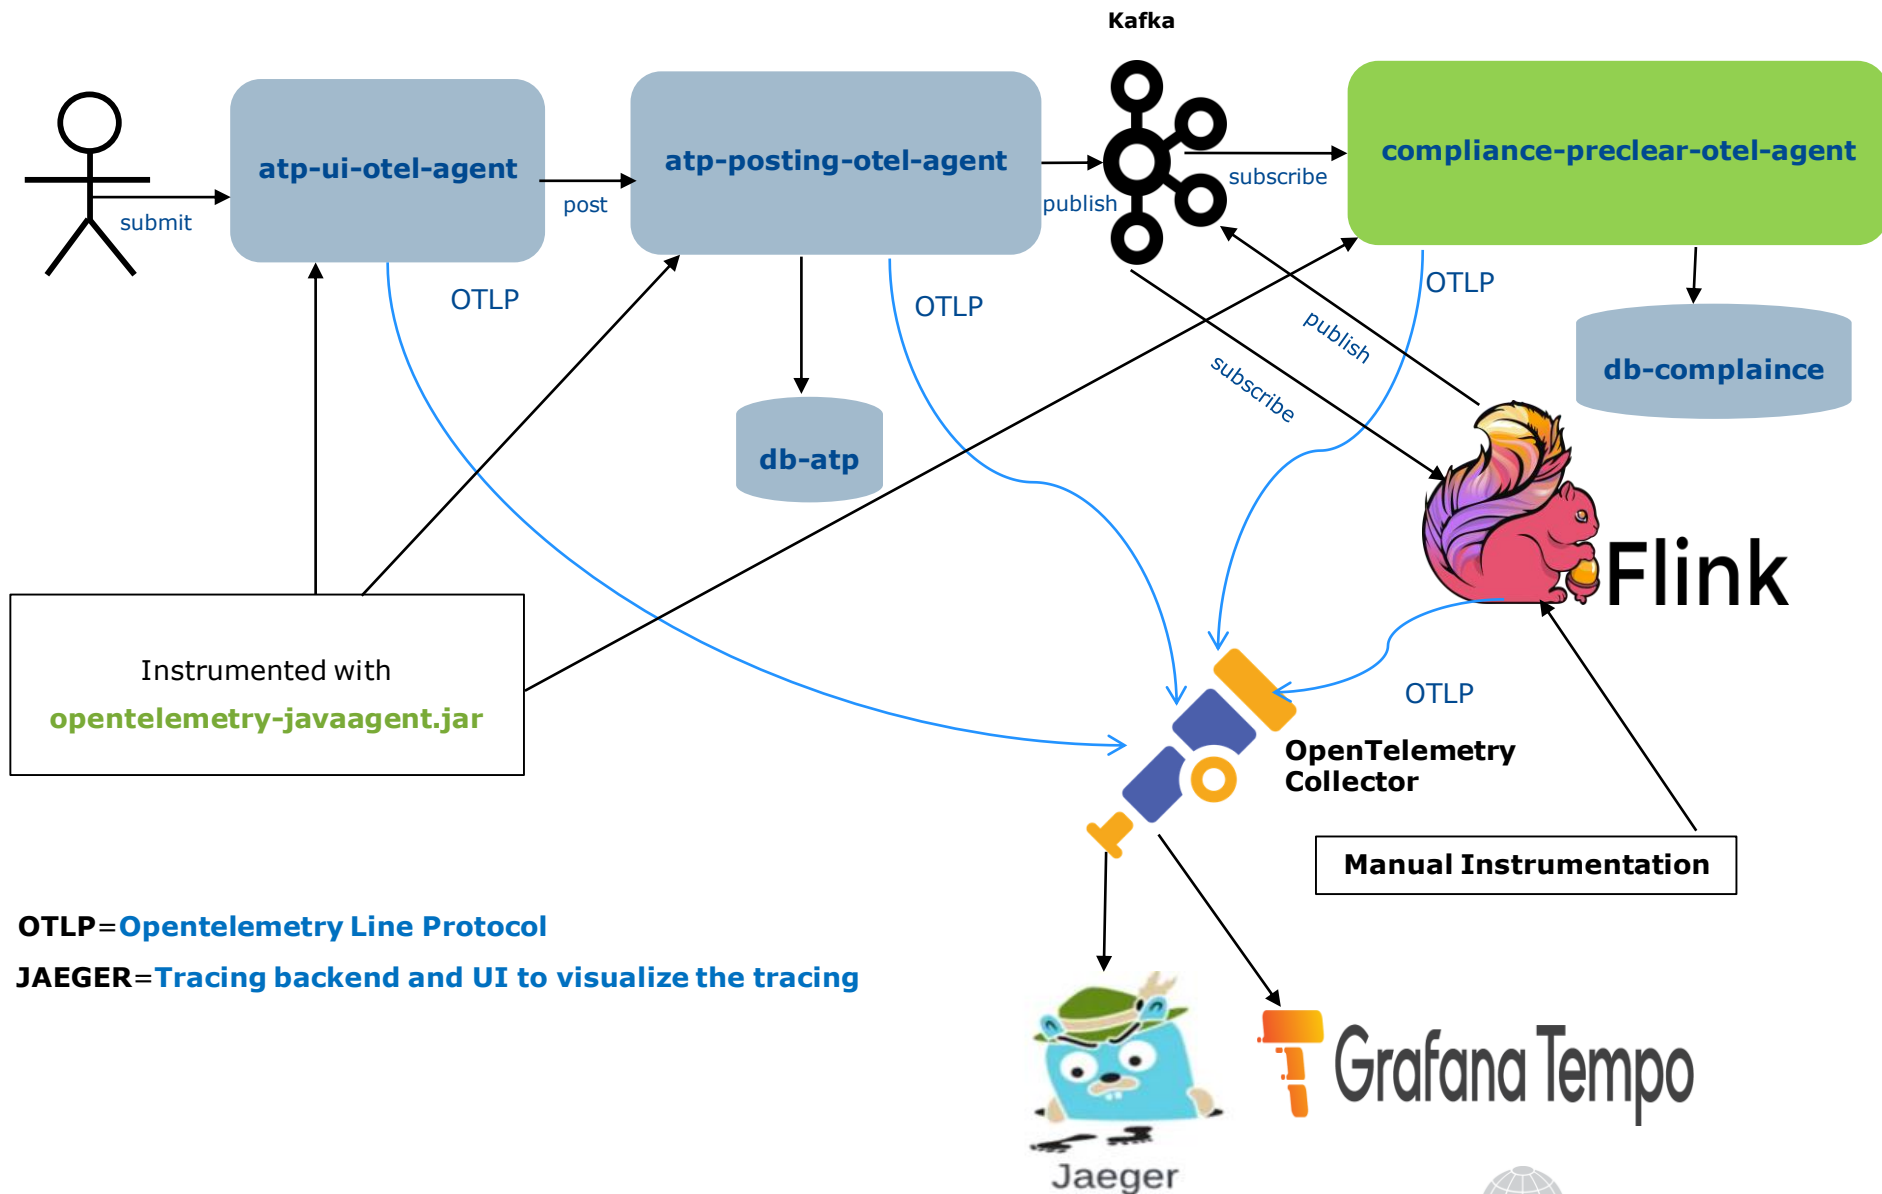 Kafka
atp-ui-otel-agent
atp-posting-otel-agent
compliance-preclear-otel-agent
submit
post
publish
subscribe
OTLP
OTLP
OTLP
publish
subscribe
db-complaince
db-atp
Flink
Instrumented with
opentelemetry-javaagent.jar
OTLP
OpenTelemetry
Collector
Manual Instrumentation
OTLP=Opentelemetry Line Protocol
JAEGER=Tracing backend and UI to visualize the tracing
Grafana Tempo
Jaeger